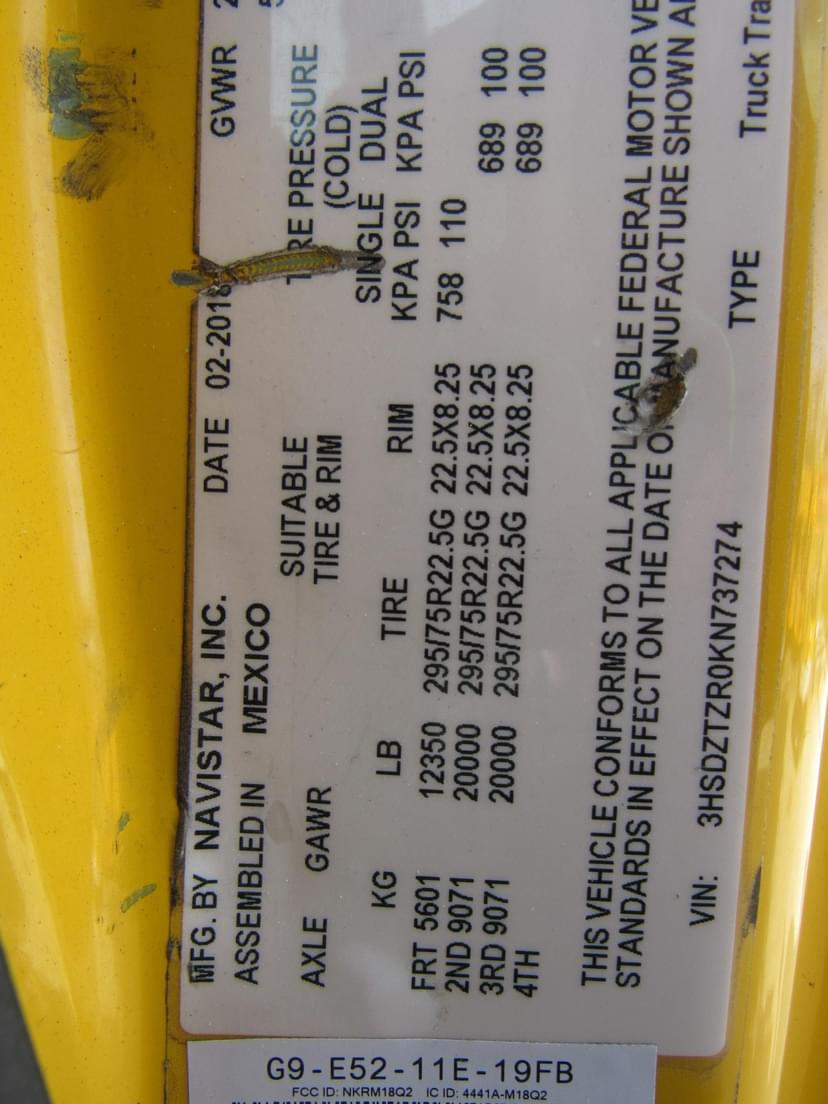 MFG. BY NAVISTAR, INC. DATE 02-2018 GVWR
ASSEMBLED IN MEXICO
AXLE GAWR SUITABLE PRESSURE
TIRE & RIM (COLD)
SINGLE DUAL
KG LB TIRE RIM KPA PSI KPA PSI
FRT 5601 12350 295/75R22.5G 22.5X8.25 758 110
2ND 9071 20000 295/75R22.5G 22.5X8.25 689 100
3RD 9071 20000 295/75R22.5G 22.5X8.25 689 100
4TH
THIS VEHICLE CONFORMS TO ALL APPLICABLE FEDERAL MOTOR
STANDARDS IN EFFECT ON THE DATE OF MANUFACTURE SHOWN
VIN: 3HSDZTZR0KN737274 TYPE Truck
G9-E52-11E-19FB
FCC ID: NKRM18Q2 IC ID: 4441A-M18Q2